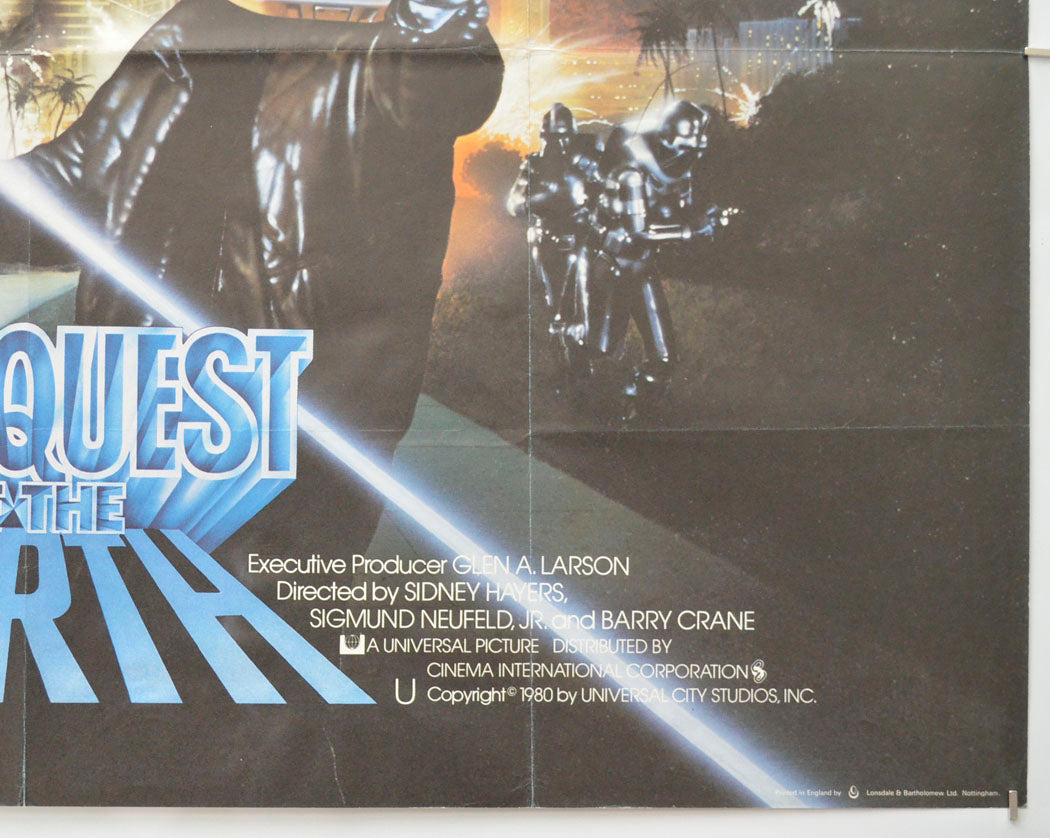 QUEST
THE
RTH
Executive Producer GLEN A. LARSON
Directed by SIDNEY HAYERS,
SIGMUND NEUFELD, JR. and BARRY CRANE
A UNIVERSAL PICTURE DISTRIBUTED BY
CINEMA INTERNATIONAL CORPORATION
U Copyright © 1980 by UNIVERSAL CITY STUDIOS, INC.
Printed in England by Lonsdale & Bartholomew Ltd. Nottingham.